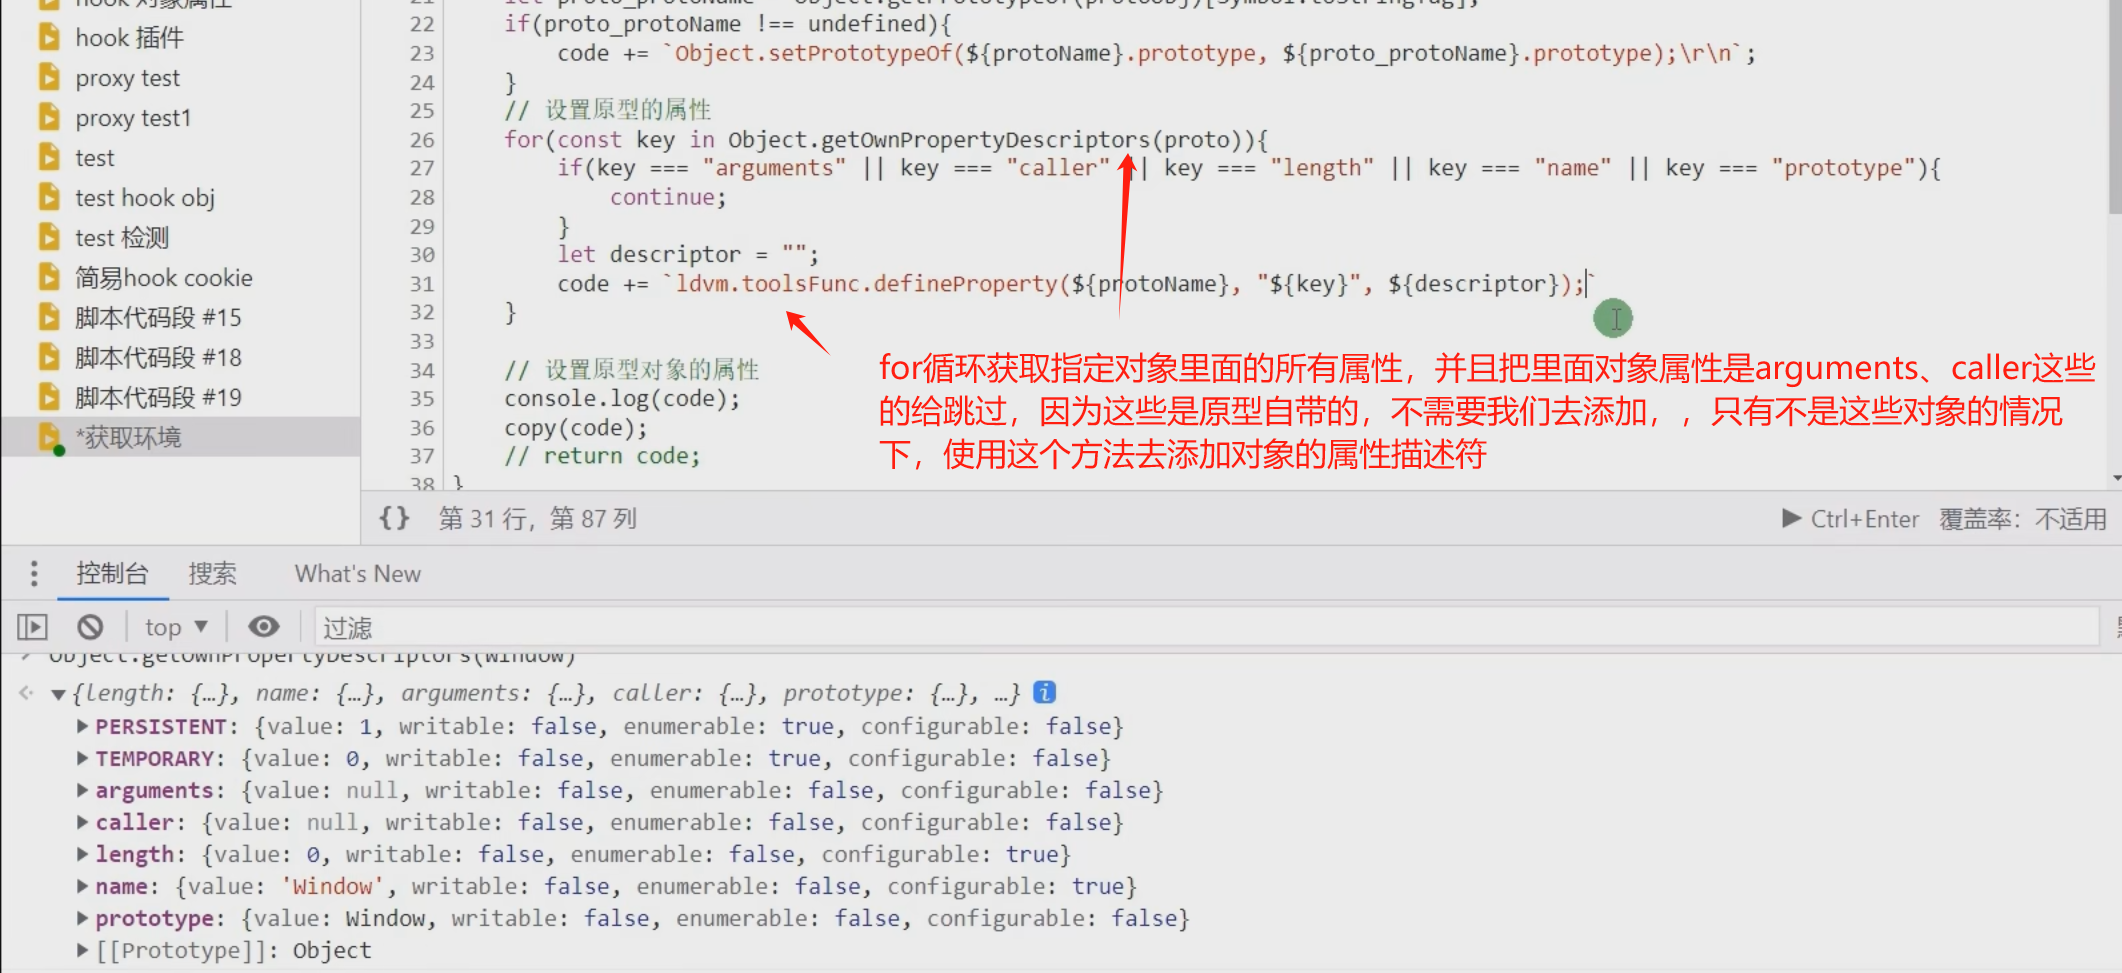 hook 对象属性
hook 插件
proxy test
proxy test1
test
test hook obj
test 检测
简易hook cookie
脚本代码段 #15
脚本代码段 #18
脚本代码段 #19
*获取环境
21 let proto_protoName = Object.getPrototypeOf(protoObj)[Symbol.toStringTag];
22 if(proto_protoName !== undefined){
23 code += `Object.setPrototypeOf(${protoName}.prototype, ${proto_protoName}.prototype);\r\n`;
24 }
25 // 设置原型的属性
26 for(const key in Object.getOwnPropertyDescriptors(proto)){
27 if(key === "arguments" || key === "caller" || key === "length" || key === "name" || key === "prototype"){
28 continue;
29 }
30 let descriptor = "";
31 code += `ldvm.toolsFunc.defineProperty(${protoName}, "${key}", ${descriptor});`
32 }
33
34 // 设置原型对象的属性
35 console.log(code);
36 copy(code);
37 // return code;
38 }
for循环获取指定对象里面的所有属性，并且把里面对象属性是arguments、caller这些
的给跳过，因为这些是原型自带的，不需要我们去添加，，只有不是这些对象的情况
下，使用这个方法去添加对象的属性描述符
{} 第 31 行，第 87 列
Ctrl+Enter 覆盖率：不适用
控制台 搜索 What's New
top ▼ 过滤
Object.getOwnPropertyDescriptors(Window)
{length: {…}, name: {…}, arguments: {…}, caller: {…}, prototype: {…}, …} i
PERSISTENT: {value: 1, writable: false, enumerable: true, configurable: false}
TEMPORARY: {value: 0, writable: false, enumerable: true, configurable: false}
arguments: {value: null, writable: false, enumerable: false, configurable: false}
caller: {value: null, writable: false, enumerable: false, configurable: false}
length: {value: 0, writable: false, enumerable: false, configurable: true}
name: {value: 'Window', writable: false, enumerable: false, configurable: true}
prototype: {value: Window, writable: false, enumerable: false, configurable: false}
[[Prototype]]: Object